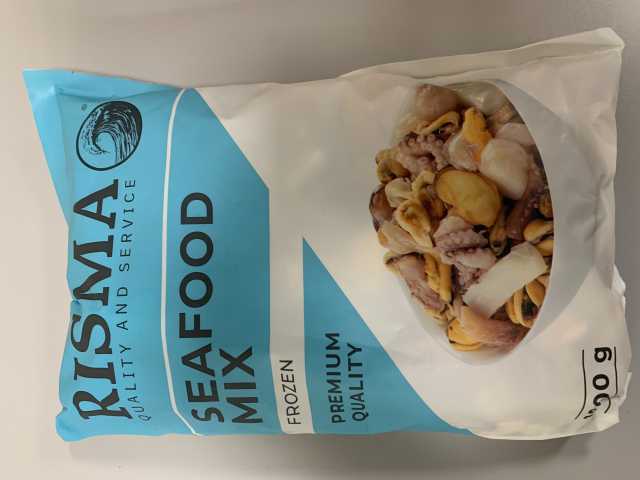 RISMA
QUALITY AND SERVICE
SEAFOOD
MIX
FROZEN
PREMIUM
QUALITY